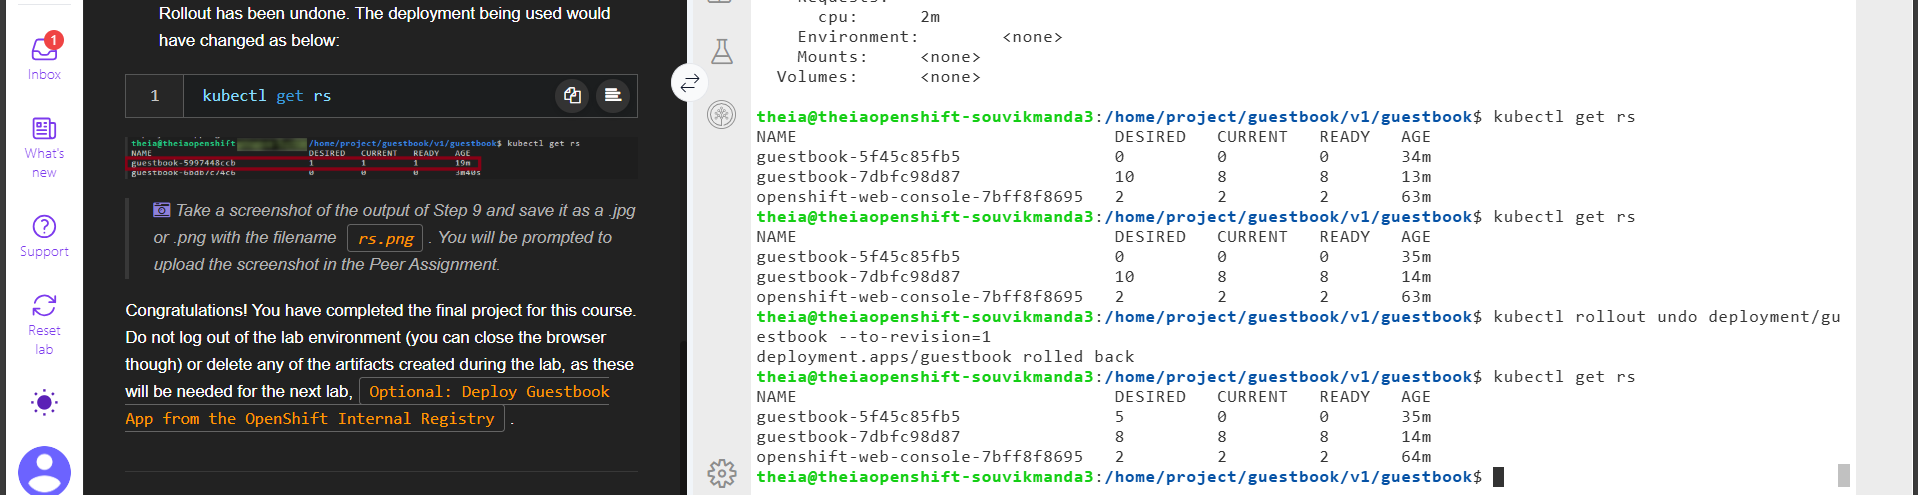 1
Inbox
What's
new
Support
Reset
lab
Rollout has been undone. The deployment being used would
have changed as below:
1 kubectl get rs
theia@theiaopenshift /home/project/guestbook/v1/guestbook$ kubectl get rs
NAME DESIRED CURRENT READY AGE
guestbook-5997448ccb 1 1 1 19m
guestbook-6bdb7c74c6 0 0 0 3m40s
Take a screenshot of the output of Step 9 and save it as a .jpg
or .png with the filename rs.png . You will be prompted to
upload the screenshot in the Peer Assignment.
Congratulations! You have completed the final project for this course.
Do not log out of the lab environment (you can close the browser
though) or delete any of the artifacts created during the lab, as these
will be needed for the next lab, Optional: Deploy Guestbook
App from the OpenShift Internal Registry .
cpu: 2m
Environment: <none>
Mounts: <none>
Volumes: <none>
theia@theiaopenshift-souvikmanda3:/home/project/guestbook/v1/guestbook$ kubectl get rs
NAME DESIRED CURRENT READY AGE
guestbook-5f45c85fb5 0 0 0 34m
guestbook-7dbfc98d87 10 8 8 13m
openshift-web-console-7bff8f8695 2 2 2 63m
theia@theiaopenshift-souvikmanda3:/home/project/guestbook/v1/guestbook$ kubectl get rs
NAME DESIRED CURRENT READY AGE
guestbook-5f45c85fb5 0 0 0 35m
guestbook-7dbfc98d87 10 8 8 14m
openshift-web-console-7bff8f8695 2 2 2 63m
theia@theiaopenshift-souvikmanda3:/home/project/guestbook/v1/guestbook$ kubectl rollout undo deployment/gu
estbook --to-revision=1
deployment.apps/guestbook rolled back
theia@theiaopenshift-souvikmanda3:/home/project/guestbook/v1/guestbook$ kubectl get rs
NAME DESIRED CURRENT READY AGE
guestbook-5f45c85fb5 5 0 0 35m
guestbook-7dbfc98d87 8 8 8 14m
openshift-web-console-7bff8f8695 2 2 2 64m
theia@theiaopenshift-souvikmanda3:/home/project/guestbook/v1/guestbook$